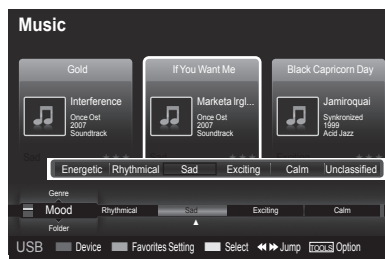 Music
Gold
If You Want Me
Black Capricorn Day
Interference
Once Ost
2007
Soundtrack
Marketa Irgl...
Once Ost
2007
Soundtrack
Jamiroquai
Synkronized
1999
Acid Jazz
Sad
Energetic Rhythmical Sad Exciting Calm Unclassified
Genre
Mood Rhythmical Sad Exciting Calm
Folder
USB Device Favorites Setting Select Jump TOOLS Option